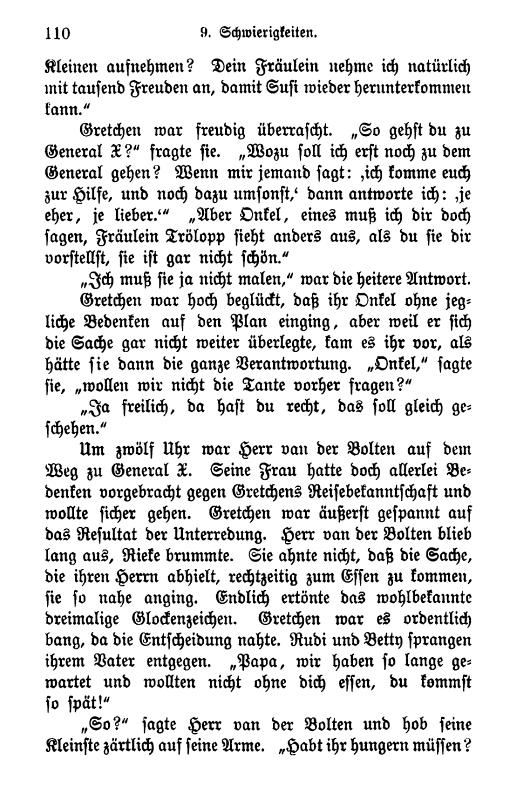 110 9. Schwierigkeiten.
Kleinen aufnehmen? Dein Fräulein nehme ich natürlich
mit tausend Freuden an, damit Susi wieder herunterkommen
kann.“
Gretchen war freudig überrascht. „So gehst du zu
General X?“ fragte sie. „Wozu soll ich erst noch zu dem
General gehen? Wenn mir jemand sagt: ‚ich komme euch
zur Hilfe, und noch dazu umsonst,‘ dann antworte ich: ‚je
eher, je lieber.‘“ „Aber Onkel, eines muß ich dir doch
sagen, Fräulein Trölopp sieht anders aus, als du sie dir
vorstellst, sie ist gar nicht schön.“
„Ich muß sie ja nicht malen,“ war die heitere Antwort.
Gretchen war hoch beglückt, daß ihr Onkel ohne jeg-
liche Bedenken auf den Plan einging, aber weil er sich
die Sache gar nicht weiter überlegte, kam es ihr vor, als
hätte sie dann die ganze Verantwortung. „Onkel,“ sagte
sie, „wollen wir nicht die Tante vorher fragen?“
„Ja freilich, da hast du recht, das soll gleich ge-
schehen.“
Um zwölf Uhr war Herr van der Bolten auf dem
Weg zu General X. Seine Frau hatte doch allerlei Be-
denken vorgebracht gegen Gretchens Reisebekanntschaft und
wollte sicher gehen. Gretchen war äußerst gespannt auf
das Resultat der Unterredung. Herr van der Bolten blieb
lang aus, Rieke brummte. Sie ahnte nicht, daß die Sache,
die ihren Herrn abhielt, rechtzeitig zum Essen zu kommen,
sie so nahe anging. Endlich ertönte das wohlbekannte
dreimalige Glockenzeichen. Gretchen war es ordentlich
bang, da die Entscheidung nahte. Rudi und Betty sprangen
ihrem Vater entgegen. „Papa, wir haben so lange ge-
wartet und wollten nicht ohne dich essen, du kommst
so spät!“
„So?“ sagte Herr van der Bolten und hob seine
Kleinste zärtlich auf seine Arme. „Habt ihr hungern müssen?